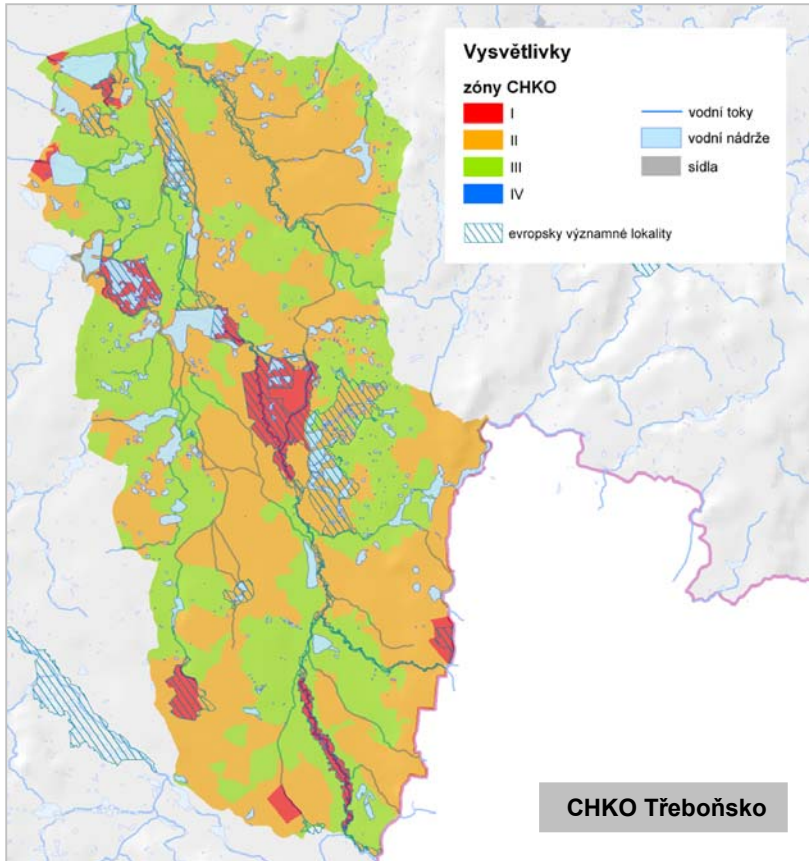 Vysvětlivky
zóny CHKO
I
II
III
IV
vodní toky
vodní nádrže
sídla
evropsky významné lokality
CHKO Třeboňsko